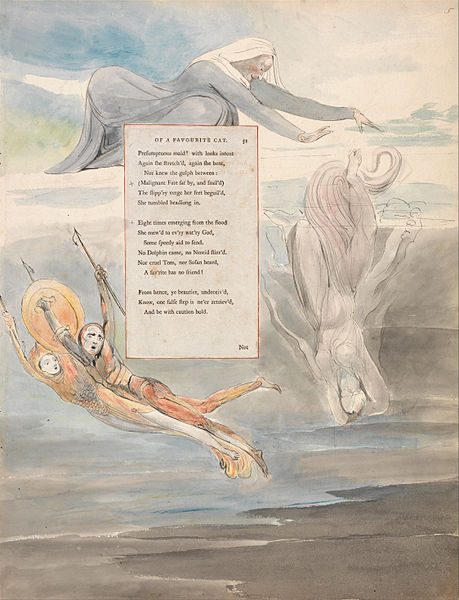 5
OF A FAVOURITE CAT. 51
Presumptuous maid! with looks intent
Again she stretch'd, again she bent,
Nor knew the gulph between:
(Malignant Fate sat by, and smil'd)
The slipp'ry verge her feet beguil'd,
She tumbled headlong in.
Eight times emerging from the flood
She mew'd to ev'ry wat'ry God,
Some speedy aid to send.
No Dolphin came, no Nereid stirr'd:
Nor cruel Tom, nor Susan heard,
A fav'rite has no friend!
From hence, ye beauties, undeceiv'd,
Know, one false step is ne'er retriev'd,
And be with caution bold.
Not